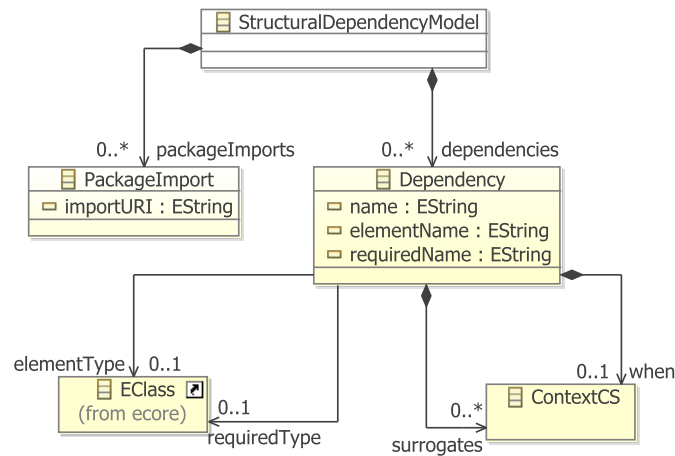 StructuralDependencyModel
0..* packageImports
0..* dependencies
PackageImport
importURI : EString
Dependency
name : EString
elementName : EString
requiredName : EString
elementType 0..1
0..1 when
EClass
(from ecore)
ContextCS
0..1
requiredType
0..*
surrogates